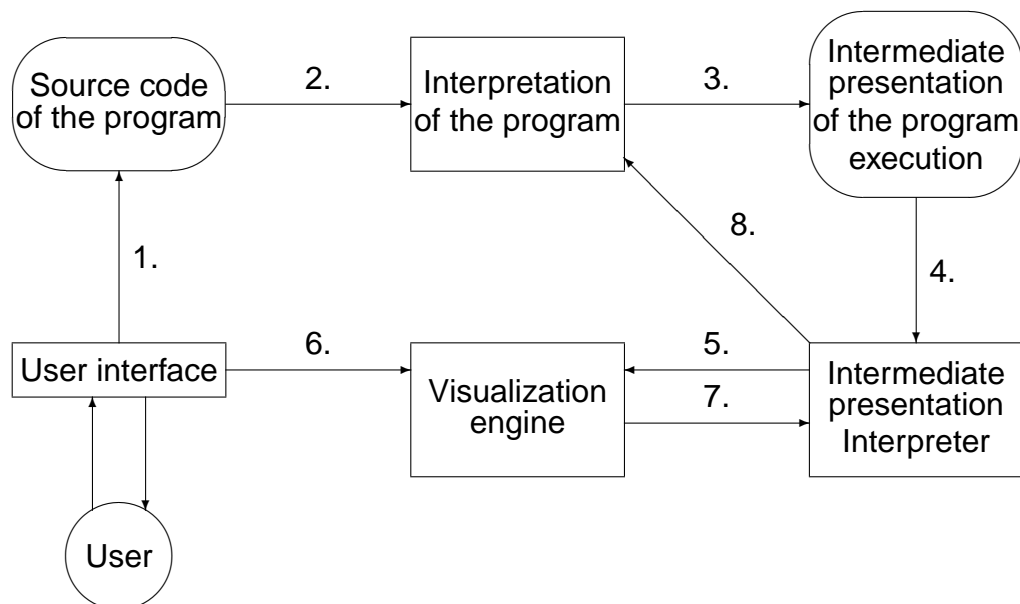 Source code
of the program
2.
Interpretation
of the program
3.
Intermediate
presentation
of the program
execution
1.
8.
4.
User interface
6.
Visualization
engine
5.
7.
Intermediate
presentation
Interpreter
User